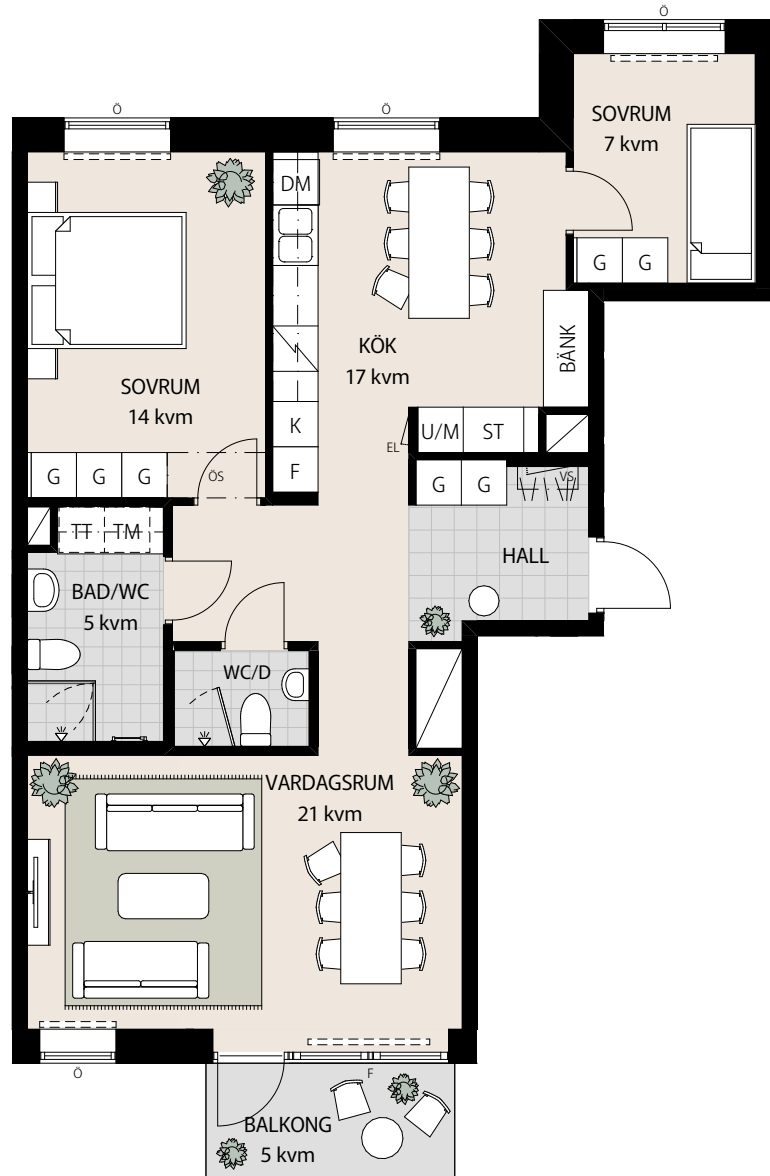 Ö
Ö
Ö
SOVRUM
7 kvm
G
G
DM
KÖK
17 kvm
BÄNK
SOVRUM
14 kvm
K
F
U/M
ST
EL
G
G
G
ÖS
G
G
VS
HALL
TT
TM
BAD/WC
5 kvm
WC/D
VARDAGSRUM
21 kvm
Ö
F
BALKONG
5 kvm